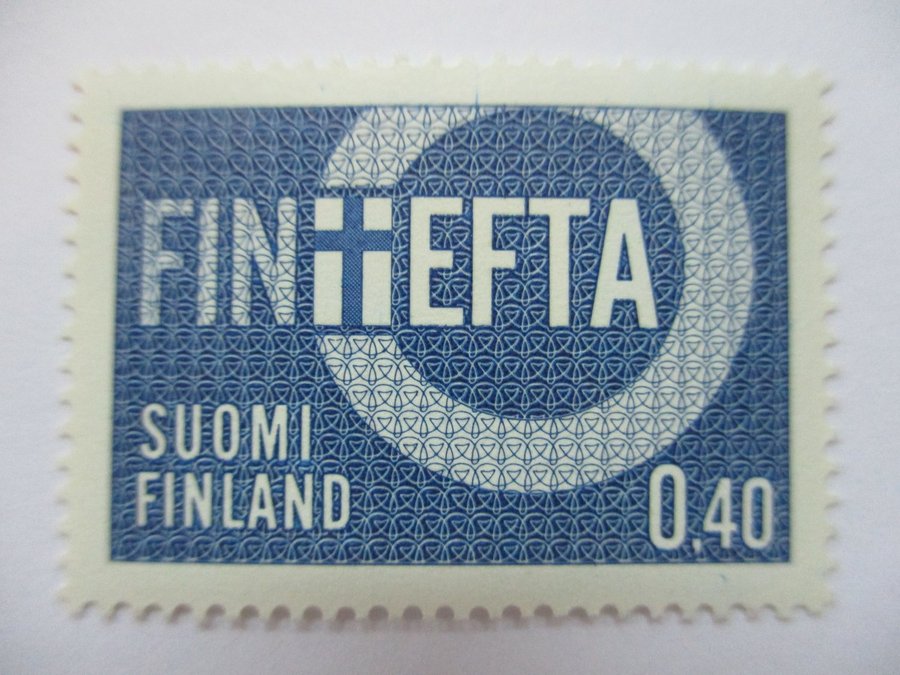 FIN EFTA
SUOMI
FINLAND
0,40